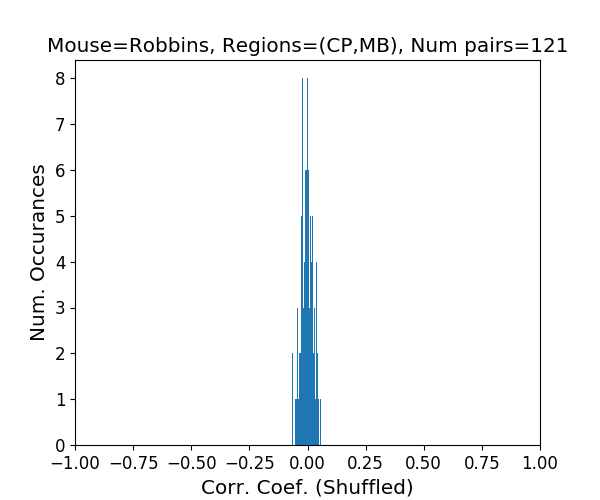 Mouse=Robbins, Regions=(CP,MB), Num pairs=121
8
7
6
5
4
3
2
1
0
Num. Occurances
−1.00 −0.75 −0.50 −0.25 0.00 0.25 0.50 0.75 1.00
Corr. Coef. (Shuffled)